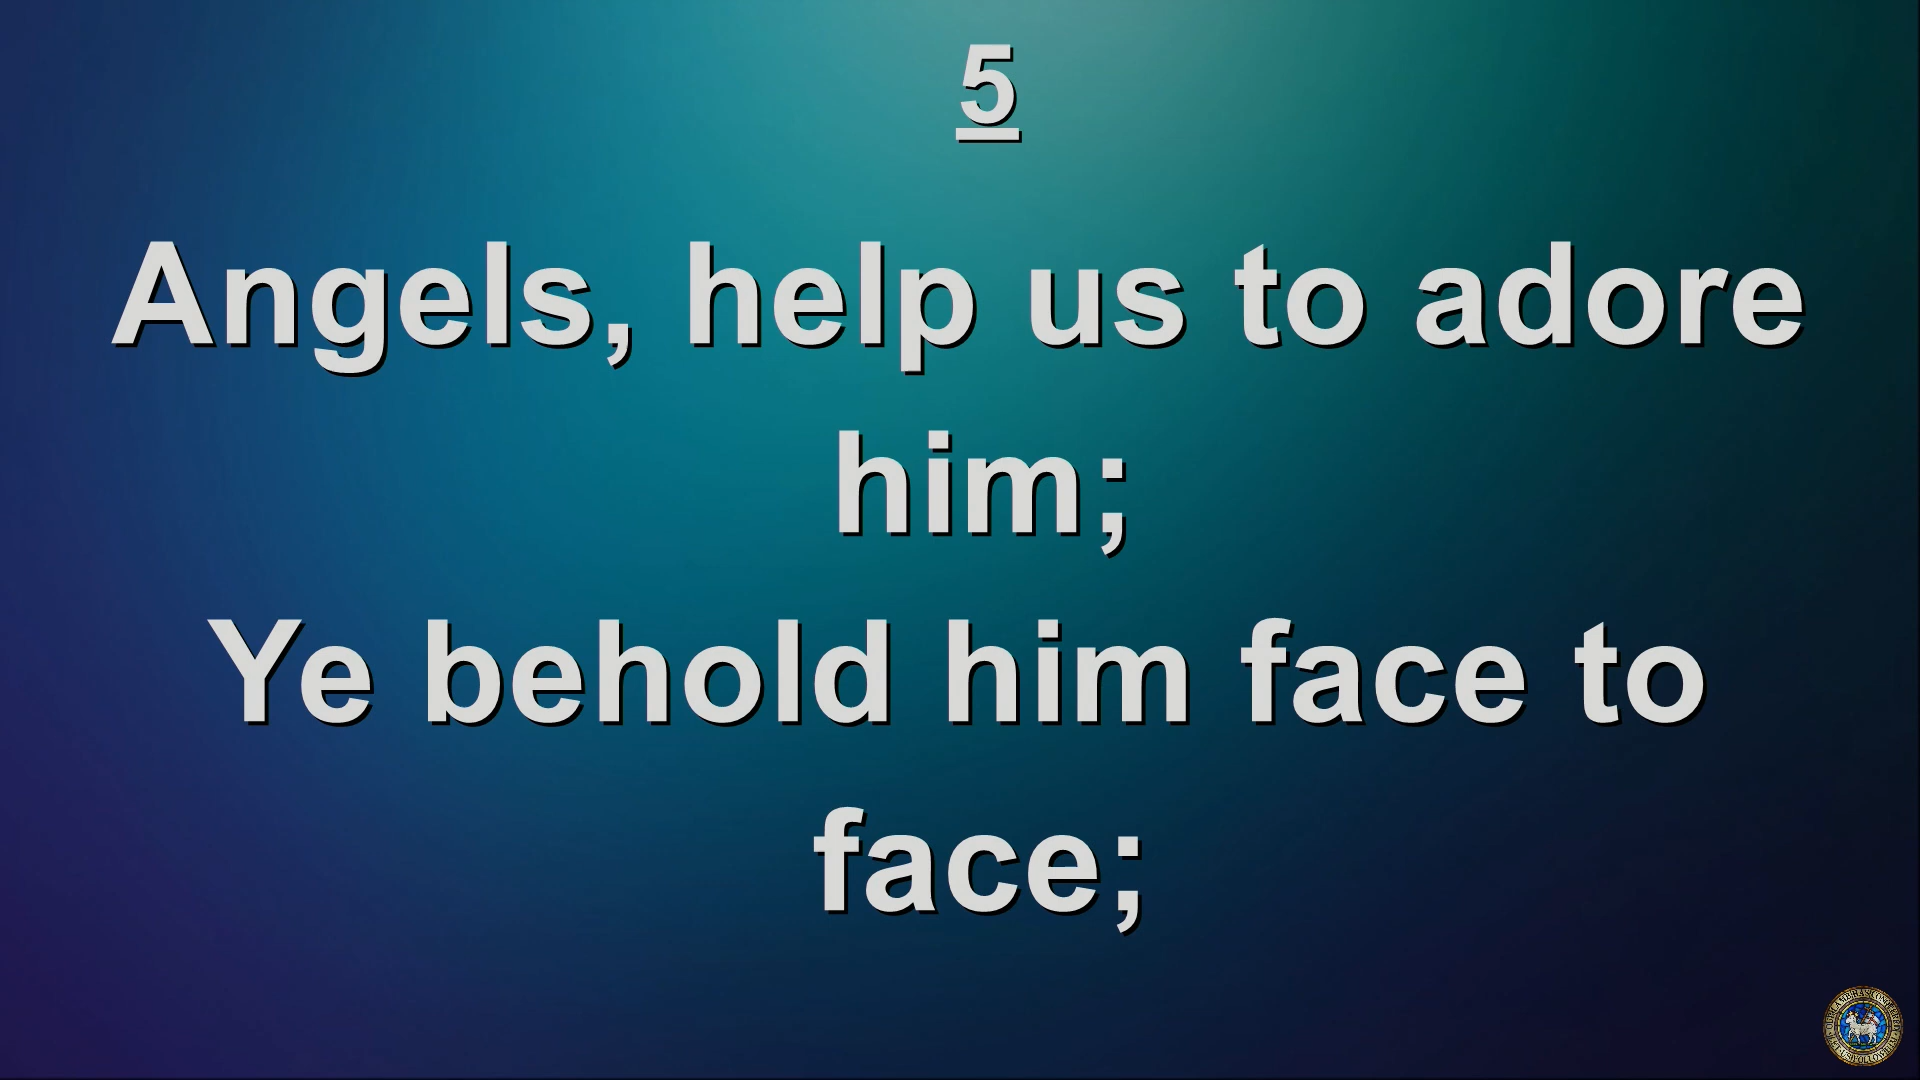 5
Angels, help us to adore
him;
Ye behold him face to
face;